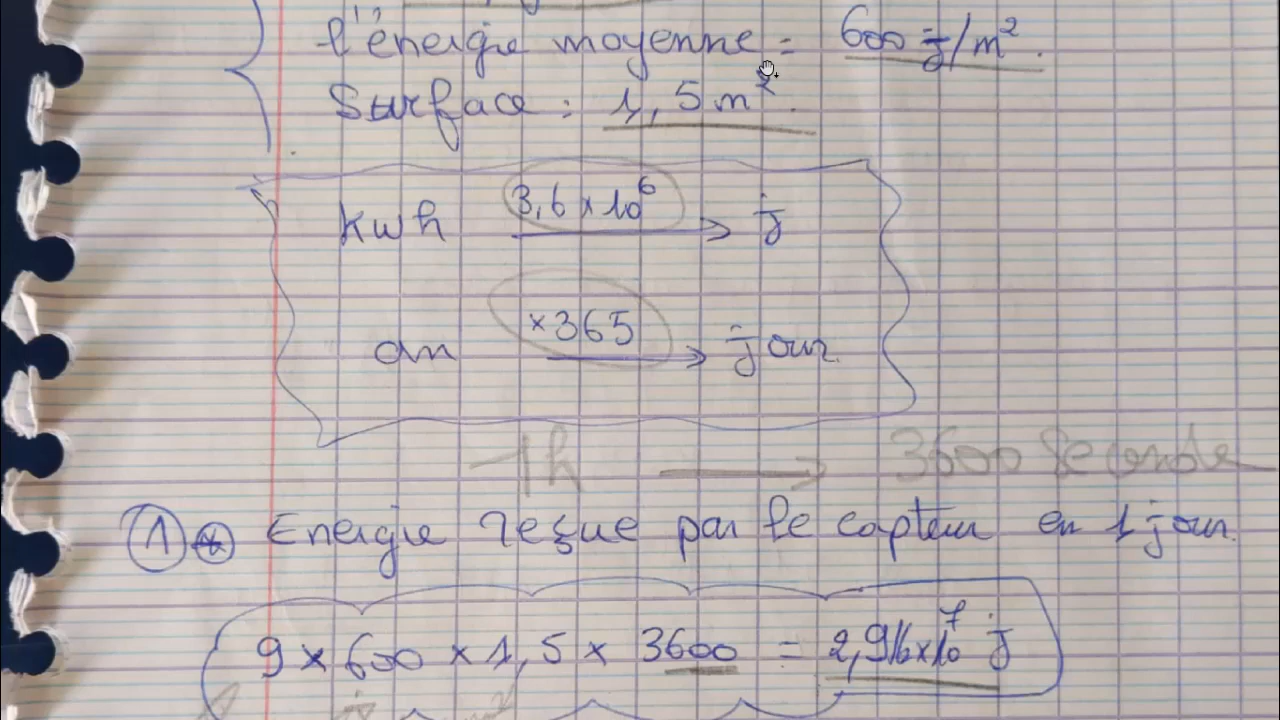 l'énergie moyenne = 600 j/m²
Surface : 1,5 m².
kwh 3,6 x 10⁶ → j
an x365 → jour.
1h → 3600 Seconde
① * Energie reçue par le capteur en 1 jour.
9 x 600 x 1,5 x 3600 = 2,916x10⁷ j